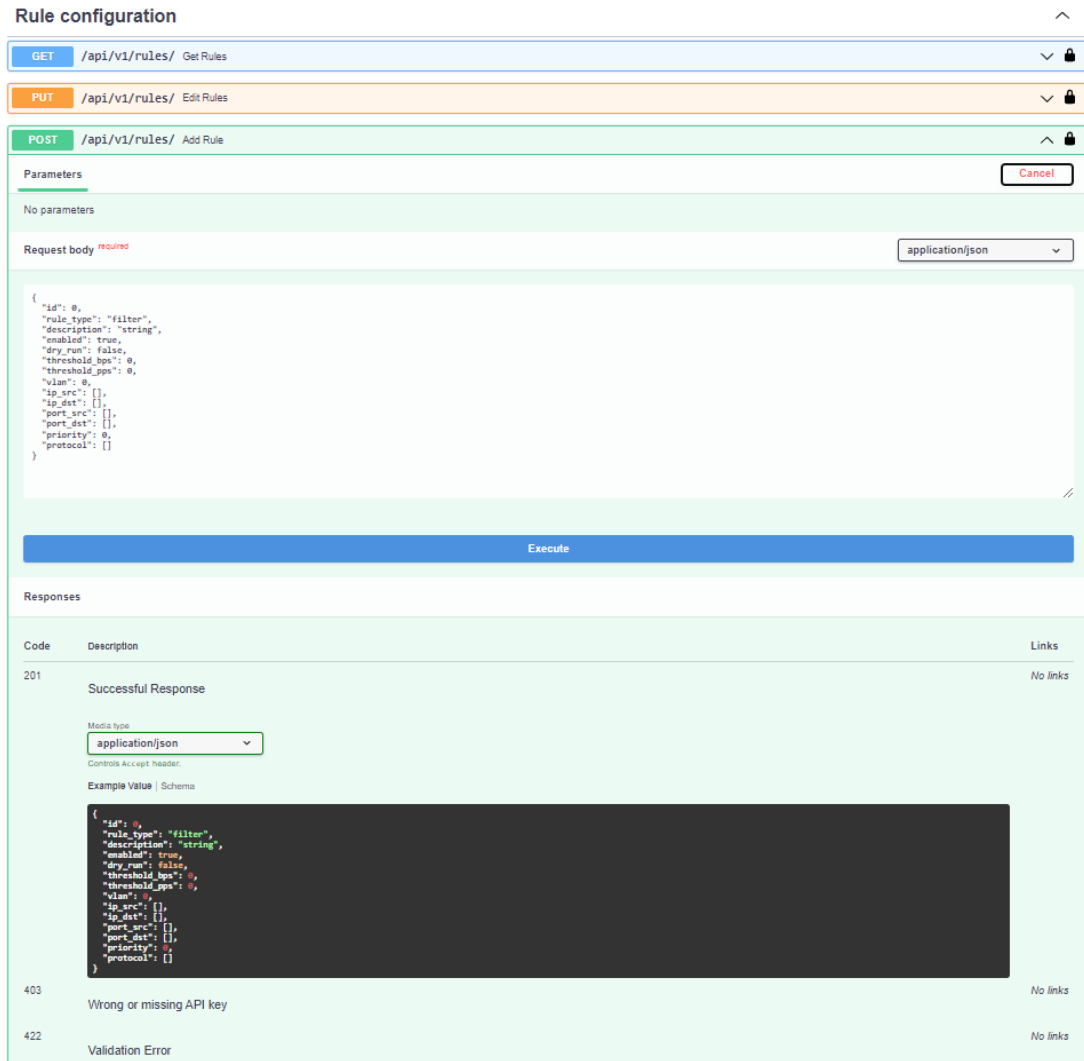 Rule configuration
GET /api/v1/rules/ Get Rules
PUT /api/v1/rules/ Edit Rules
POST /api/v1/rules/ Add Rule
Parameters
Cancel
No parameters
Request body required
application/json
{
"id": 0,
"rule_type": "filter",
"description": "string",
"enabled": true,
"dry_run": false,
"threshold_bps": 0,
"threshold_pps": 0,
"vlan": 0,
"ip_src": [],
"ip_dst": [],
"port_src": [],
"port_dst": [],
"priority": 0,
"protocol": []
}
Execute
Responses
Code Description Links
201 Successful Response No links
Media type
application/json
Controls Accept header.
Example Value | Schema
{
"id": 0,
"rule_type": "filter",
"description": "string",
"enabled": true,
"dry_run": false,
"threshold_bps": 0,
"threshold_pps": 0,
"vlan": 0,
"ip_src": [],
"ip_dst": [],
"port_src": [],
"port_dst": [],
"priority": 0,
"protocol": []
}
403 Wrong or missing API key No links
422 Validation Error No links